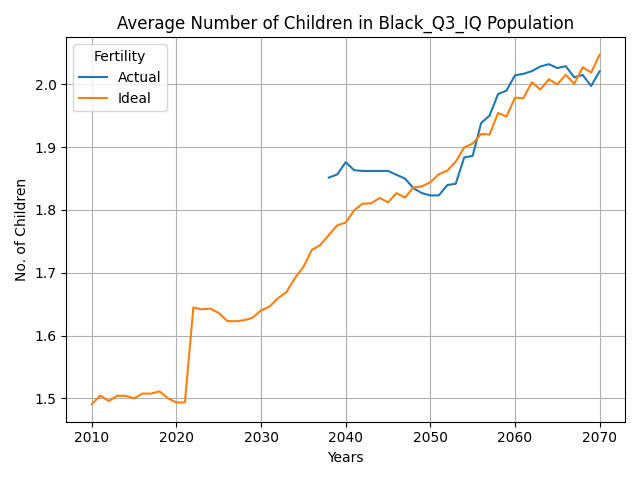 Average Number of Children in Black_Q3_IQ Population
Fertility
Actual
Ideal
No. of Children
2.0
1.9
1.8
1.7
1.6
1.5
2010 2020 2030 2040 2050 2060 2070
Years